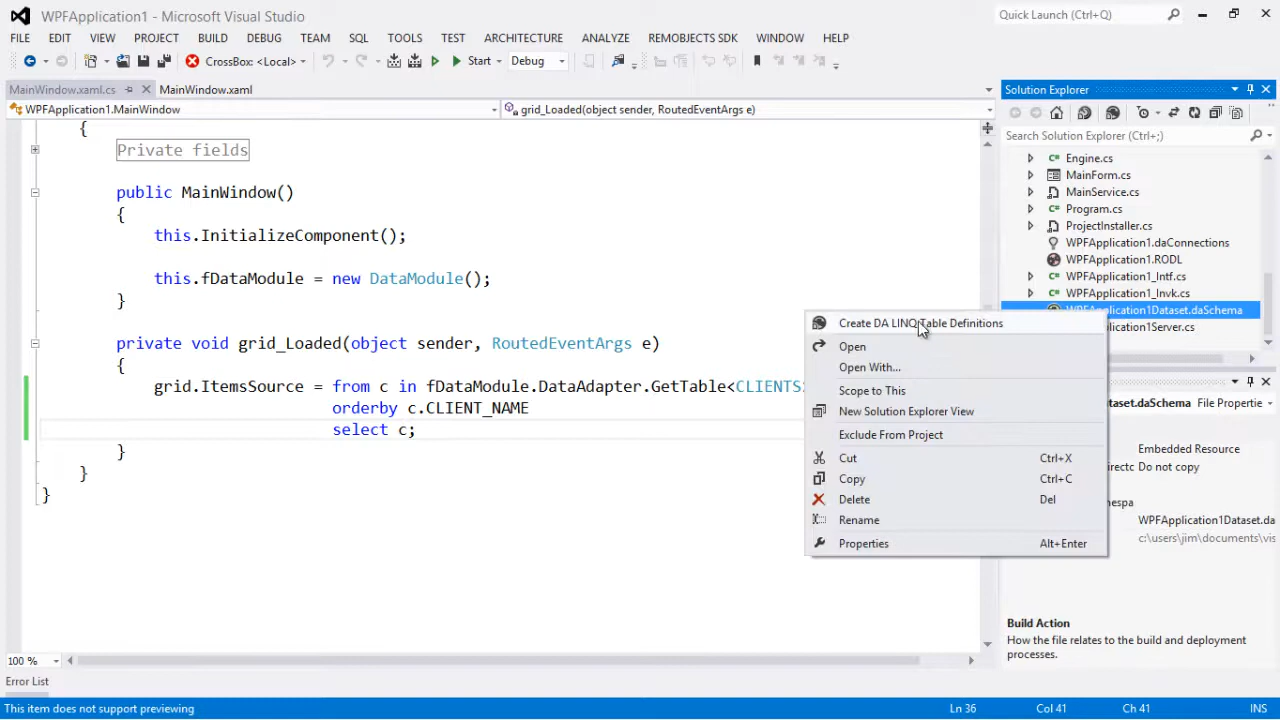 WPFApplication1 - Microsoft Visual Studio
Quick Launch (Ctrl+Q)
FILE EDIT VIEW PROJECT BUILD DEBUG TEAM SQL TOOLS TEST ARCHITECTURE ANALYZE REMOBJECTS SDK WINDOW HELP
CrossBox: <Local> Start Debug
MainWindow.xaml.cs MainWindow.xaml
WPFApplication1.MainWindow grid_Loaded(object sender, RoutedEventArgs e)
{
Private fields
public MainWindow()
{
this.InitializeComponent();
this.fDataModule = new DataModule();
}
private void grid_Loaded(object sender, RoutedEventArgs e)
{
grid.ItemsSource = from c in fDataModule.DataAdapter.GetTable<CLIENTS
orderby c.CLIENT_NAME
select c;
}
}
}
100 %
Error List
This item does not support previewing
Ln 36 Col 41 Ch 41 INS
Solution Explorer
Search Solution Explorer (Ctrl+;)
Engine.cs
MainForm.cs
MainService.cs
Program.cs
ProjectInstaller.cs
WPFApplication1.daConnections
WPFApplication1.RODL
WPFApplication1_Intf.cs
WPFApplication1_Invk.cs
WPFApplication1Dataset.daSchema
ication1Server.cs
Create DA LINQ Table Definitions
Open
Open With...
Scope to This
New Solution Explorer View
Exclude From Project
Cut Ctrl+X
Copy Ctrl+C
Delete Del
Rename
Properties Alt+Enter
taset.daSchema File Propertie
Embedded Resource
irectc Do not copy
nespa
WPFApplication1Dataset.da
c:\users\jim\documents\vis
Build Action
How the file relates to the build and deployment
processes.